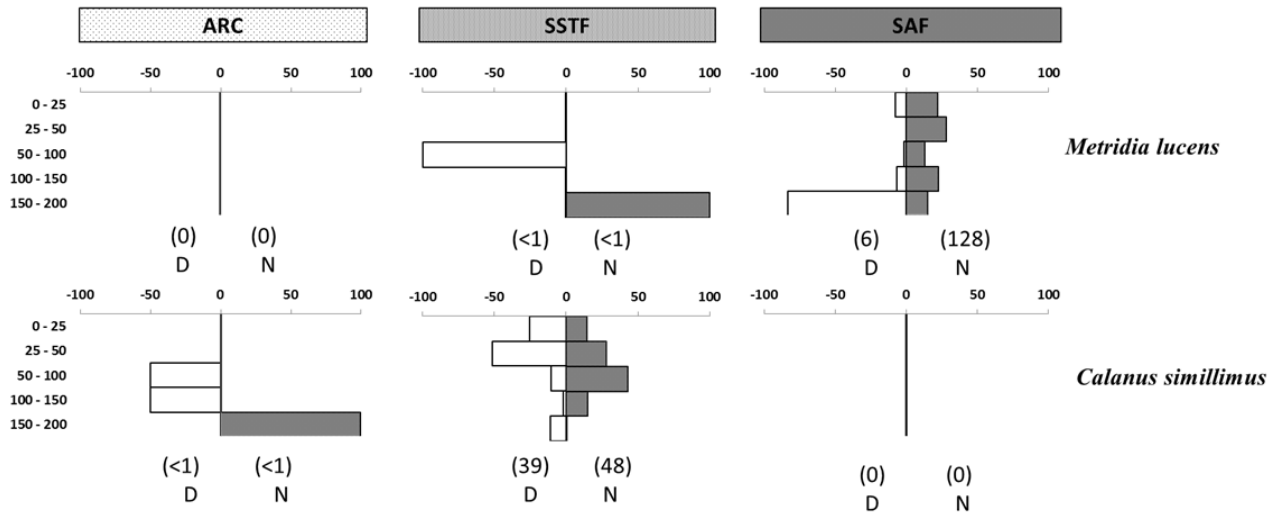 ARC SSTF SAF
-100 -50 0 50 100 -100 -50 0 50 100 -100 -50 0 50 100
0 - 25
25 - 50
50 - 100 Metridia lucens
100 - 150
150 - 200
(0) (0) (<1) (<1) (6) (128)
D N D N D N
-100 -50 0 50 100 -100 -50 0 50 100 -100 -50 0 50 100
0 - 25
25 - 50
50 - 100 Calanus simillimus
100 - 150
150 - 200
(<1) (<1) (39) (48) (0) (0)
D N D N D N